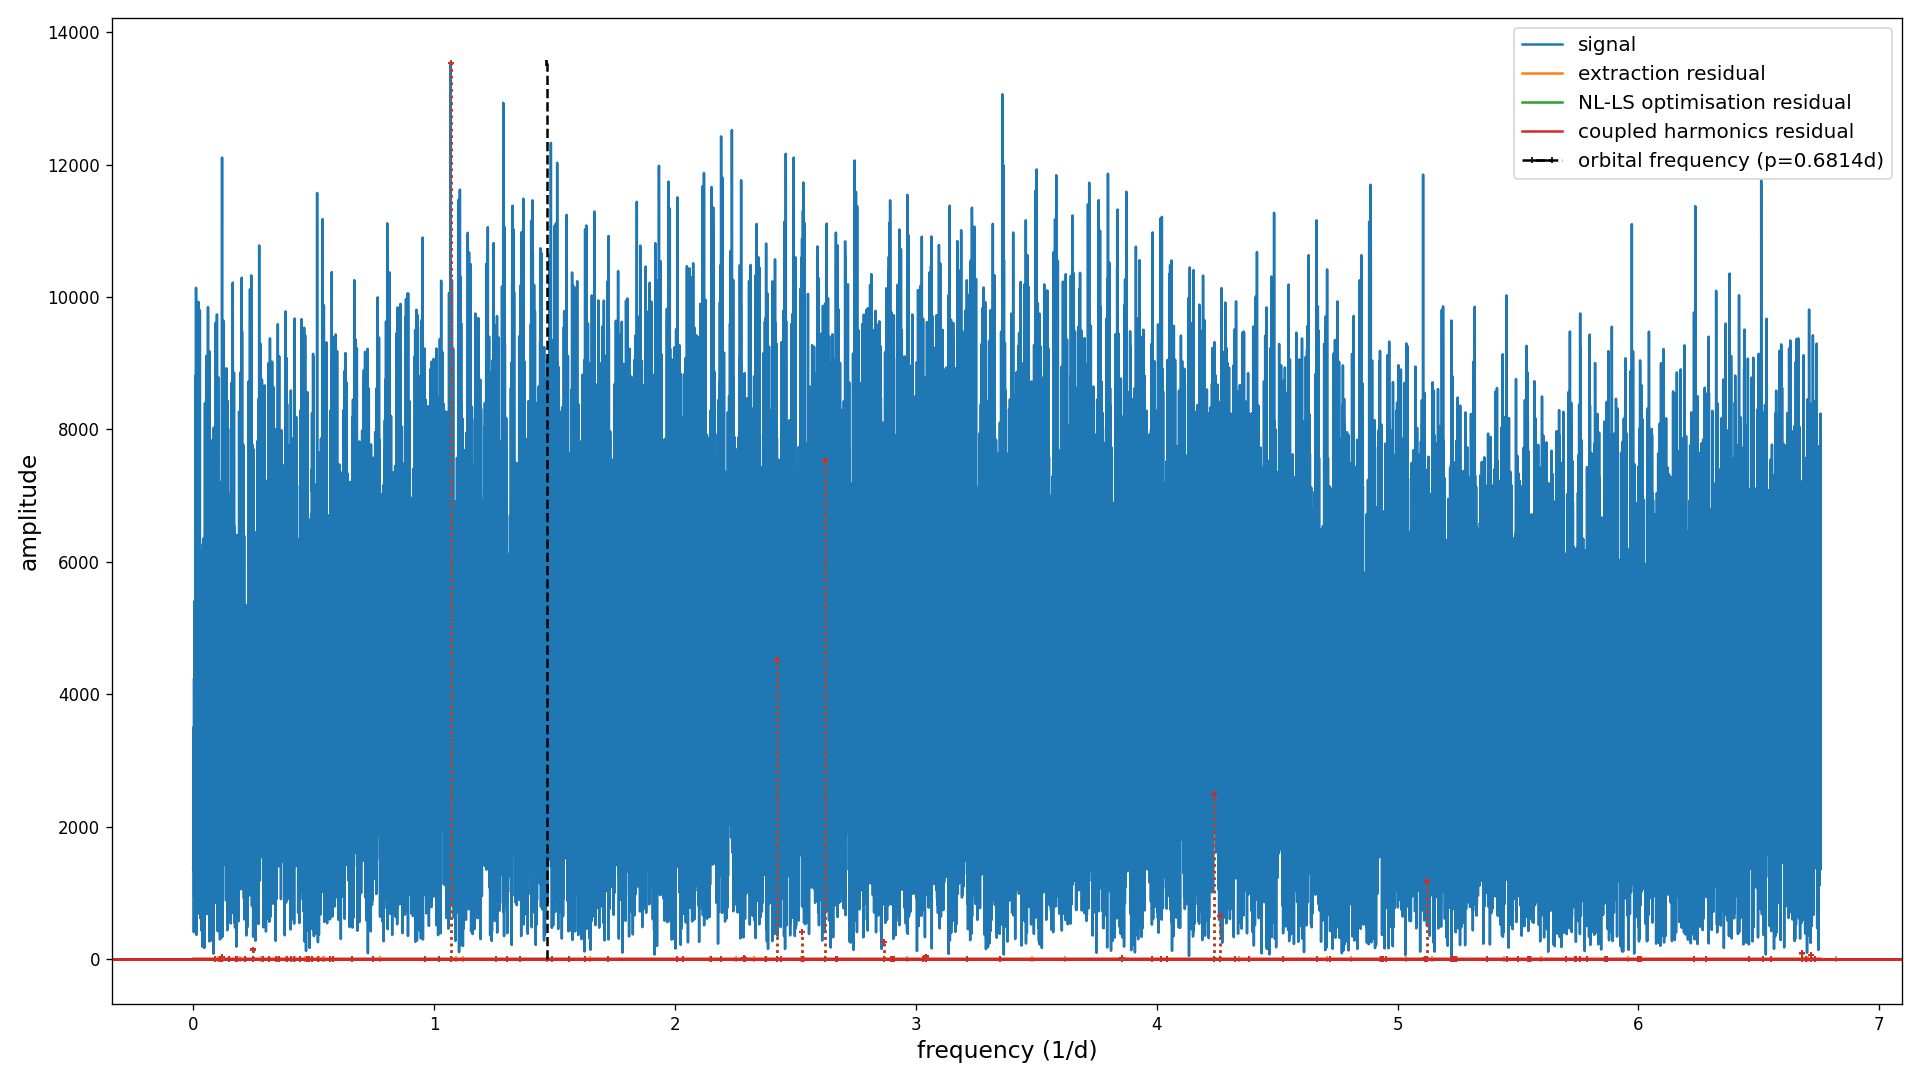 14000
12000
10000
8000
6000
4000
2000
0
amplitude
0 1 2 3 4 5 6 7
frequency (1/d)
signal
extraction residual
NL-LS optimisation residual
coupled harmonics residual
orbital frequency (p=0.6814d)